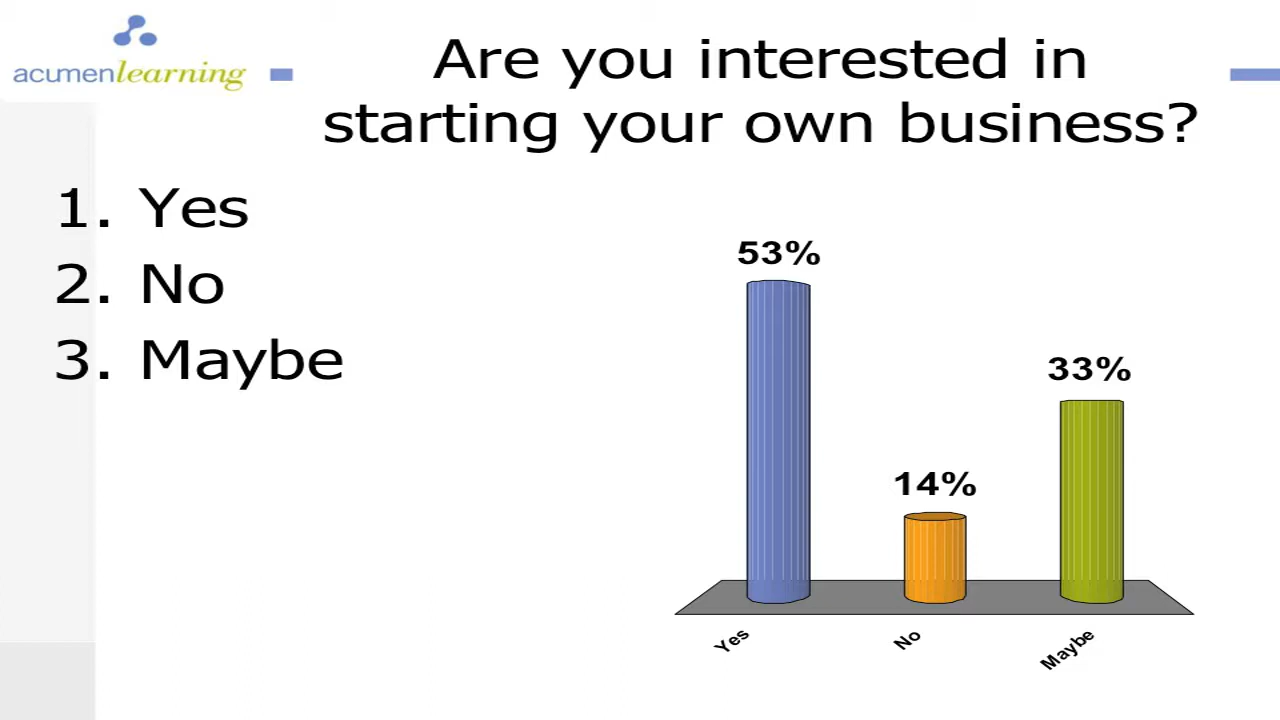 acumenlearning
Are you interested in
starting your own business?
1. Yes
2. No
3. Maybe
53%
33%
14%
Yes
No
Maybe